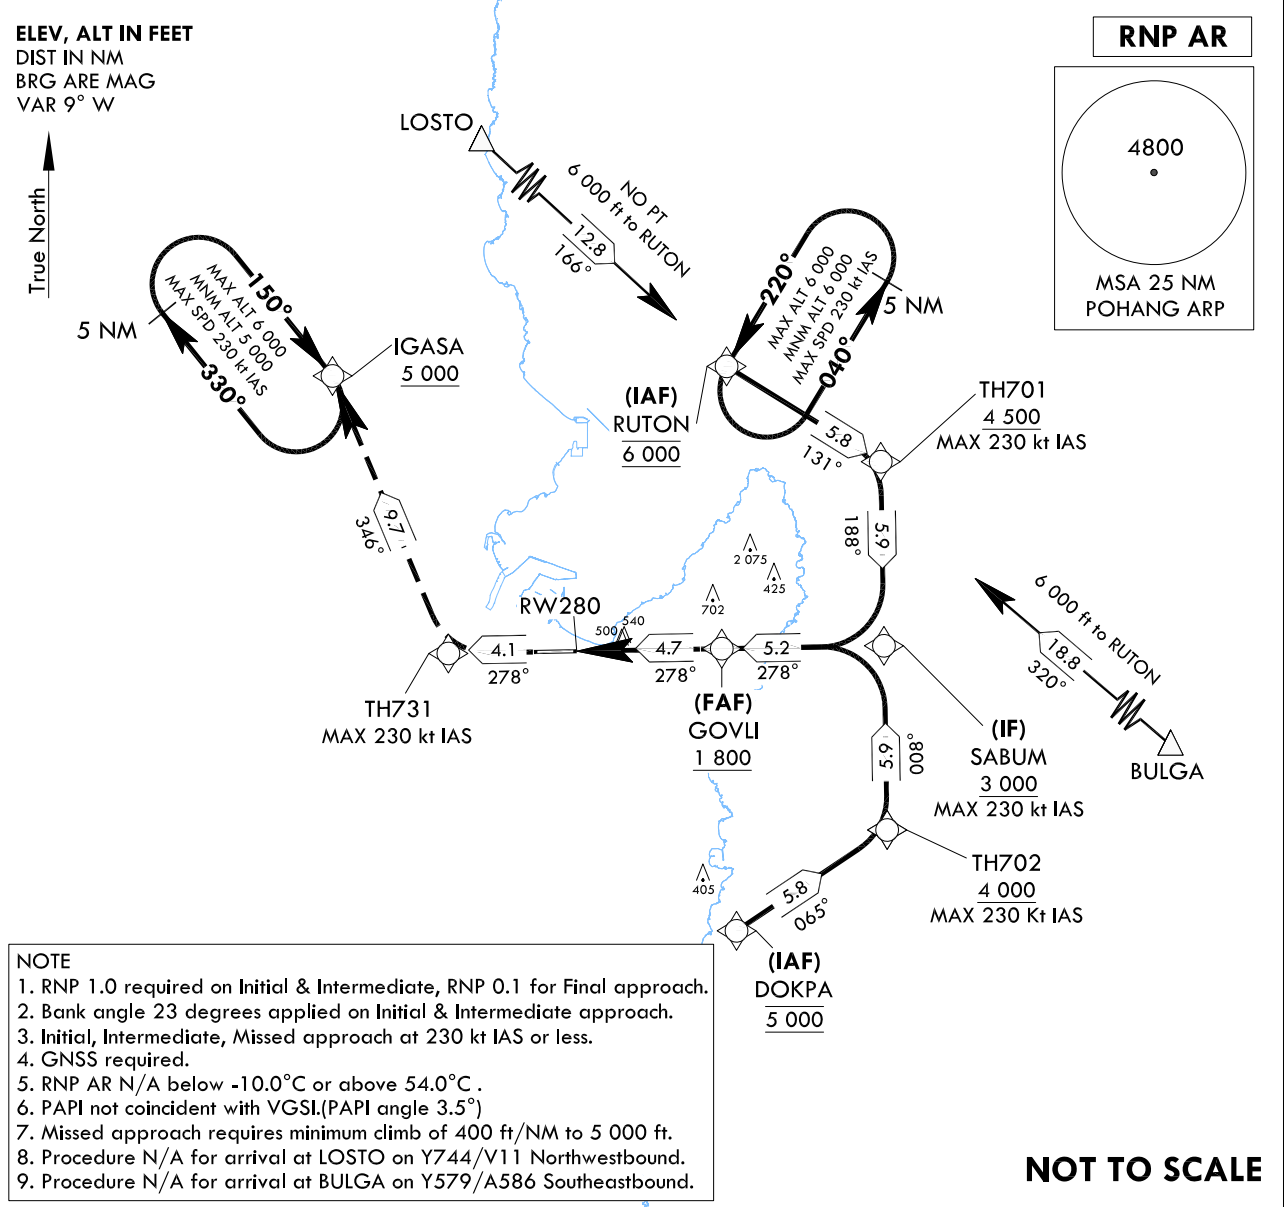 ELEV, ALT IN FEET
DIST IN NM
BRG ARE MAG
VAR 9° W
True North
RNP AR
4800
MSA 25 NM
POHANG ARP
LOSTO
NO PT
6 000 ft to RUTON
12.8
166°
150°
MAX ALT 6 000
MNM ALT 5 000
MAX SPD 230 kt IAS
330°
5 NM
IGASA
5 000
220°
MAX ALT 6 000
MNM ALT 6 000
MAX SPD 230 kt IAS
040°
5 NM
(IAF)
RUTON
6 000
5.8
131°
TH701
4 500
MAX 230 kt IAS
9.7
346°
5.9
188°
2 075
425
702
RW280
500
540
6 000 ft to RUTON
18.8
320°
BULGA
4.1
278°
4.7
278°
5.2
278°
TH731
MAX 230 kt IAS
(FAF)
GOVLI
1 800
5.9
008°
(IF)
SABUM
3 000
MAX 230 kt IAS
TH702
4 000
MAX 230 Kt IAS
405
5.8
065°
(IAF)
DOKPA
5 000
NOTE
1. RNP 1.0 required on Initial & Intermediate, RNP 0.1 for Final approach.
2. Bank angle 23 degrees applied on Initial & Intermediate approach.
3. Initial, Intermediate, Missed approach at 230 kt IAS or less.
4. GNSS required.
5. RNP AR N/A below -10.0°C or above 54.0°C .
6. PAPI not coincident with VGSI.(PAPI angle 3.5°)
7. Missed approach requires minimum climb of 400 ft/NM to 5 000 ft.
8. Procedure N/A for arrival at LOSTO on Y744/V11 Northwestbound.
9. Procedure N/A for arrival at BULGA on Y579/A586 Southeastbound.
NOT TO SCALE